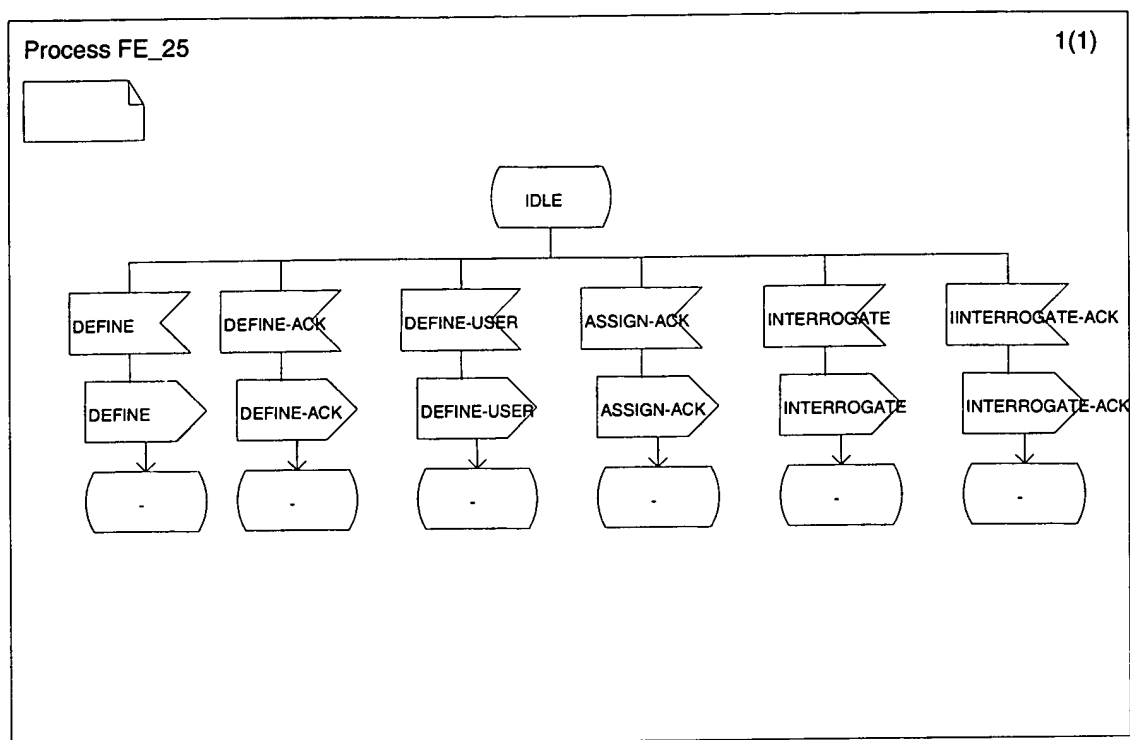 Process FE_25
1(1)
IDLE
DEFINE
DEFINE-ACK
DEFINE-USER
ASSIGN-ACK
INTERROGATE
IINTERROGATE-ACK
DEFINE
DEFINE-ACK
DEFINE-USER
ASSIGN-ACK
INTERROGATE
INTERROGATE-ACK
-
-
-
-
-
-